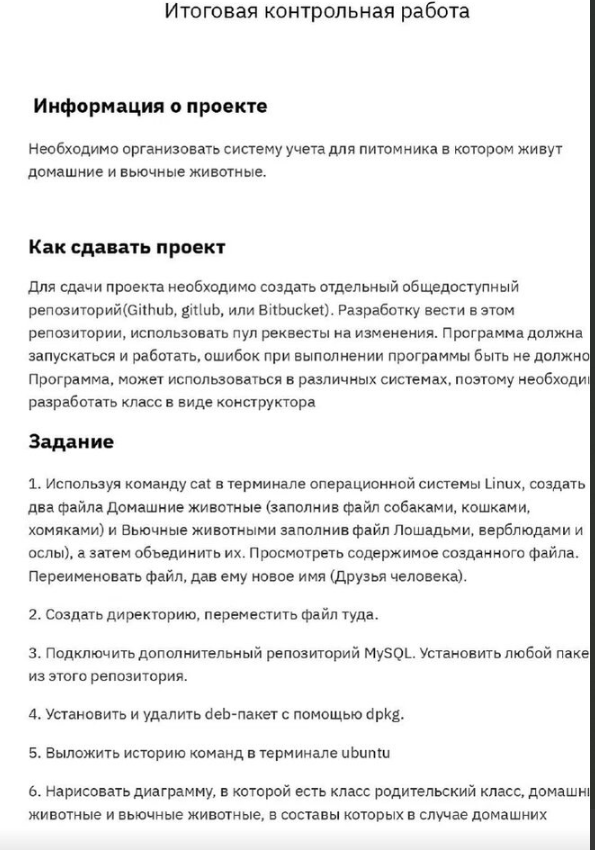 Итоговая контрольная работа
Информация о проекте
Необходимо организовать систему учета для питомника в котором живут
домашние и вьючные животные.
Как сдавать проект
Для сдачи проекта необходимо создать отдельный общедоступный
репозиторий(Github, gitlub, или Bitbucket). Разработку вести в этом
репозитории, использовать пул реквесты на изменения. Программа должна
запускаться и работать, ошибок при выполнении программы быть не должно
Программа, может использоваться в различных системах, поэтому необходи
разработать класс в виде конструктора
Задание
1. Используя команду cat в терминале операционной системы Linux, создать
два файла Домашние животные (заполнив файл собаками, кошками,
хомяками) и Вьючные животными заполнив файл Лошадьми, верблюдами и
ослы), а затем объединить их. Просмотреть содержимое созданного файла.
Переименовать файл, дав ему новое имя (Друзья человека).
2. Создать директорию, переместить файл туда.
3. Подключить дополнительный репозиторий MySQL. Установить любой паке
из этого репозитория.
4. Установить и удалить deb-пакет с помощью dpkg.
5. Выложить историю команд в терминале ubuntu
6. Нарисовать диаграмму, в которой есть класс родительский класс, домашн
животные и вьючные животные, в составы которых в случае домашних